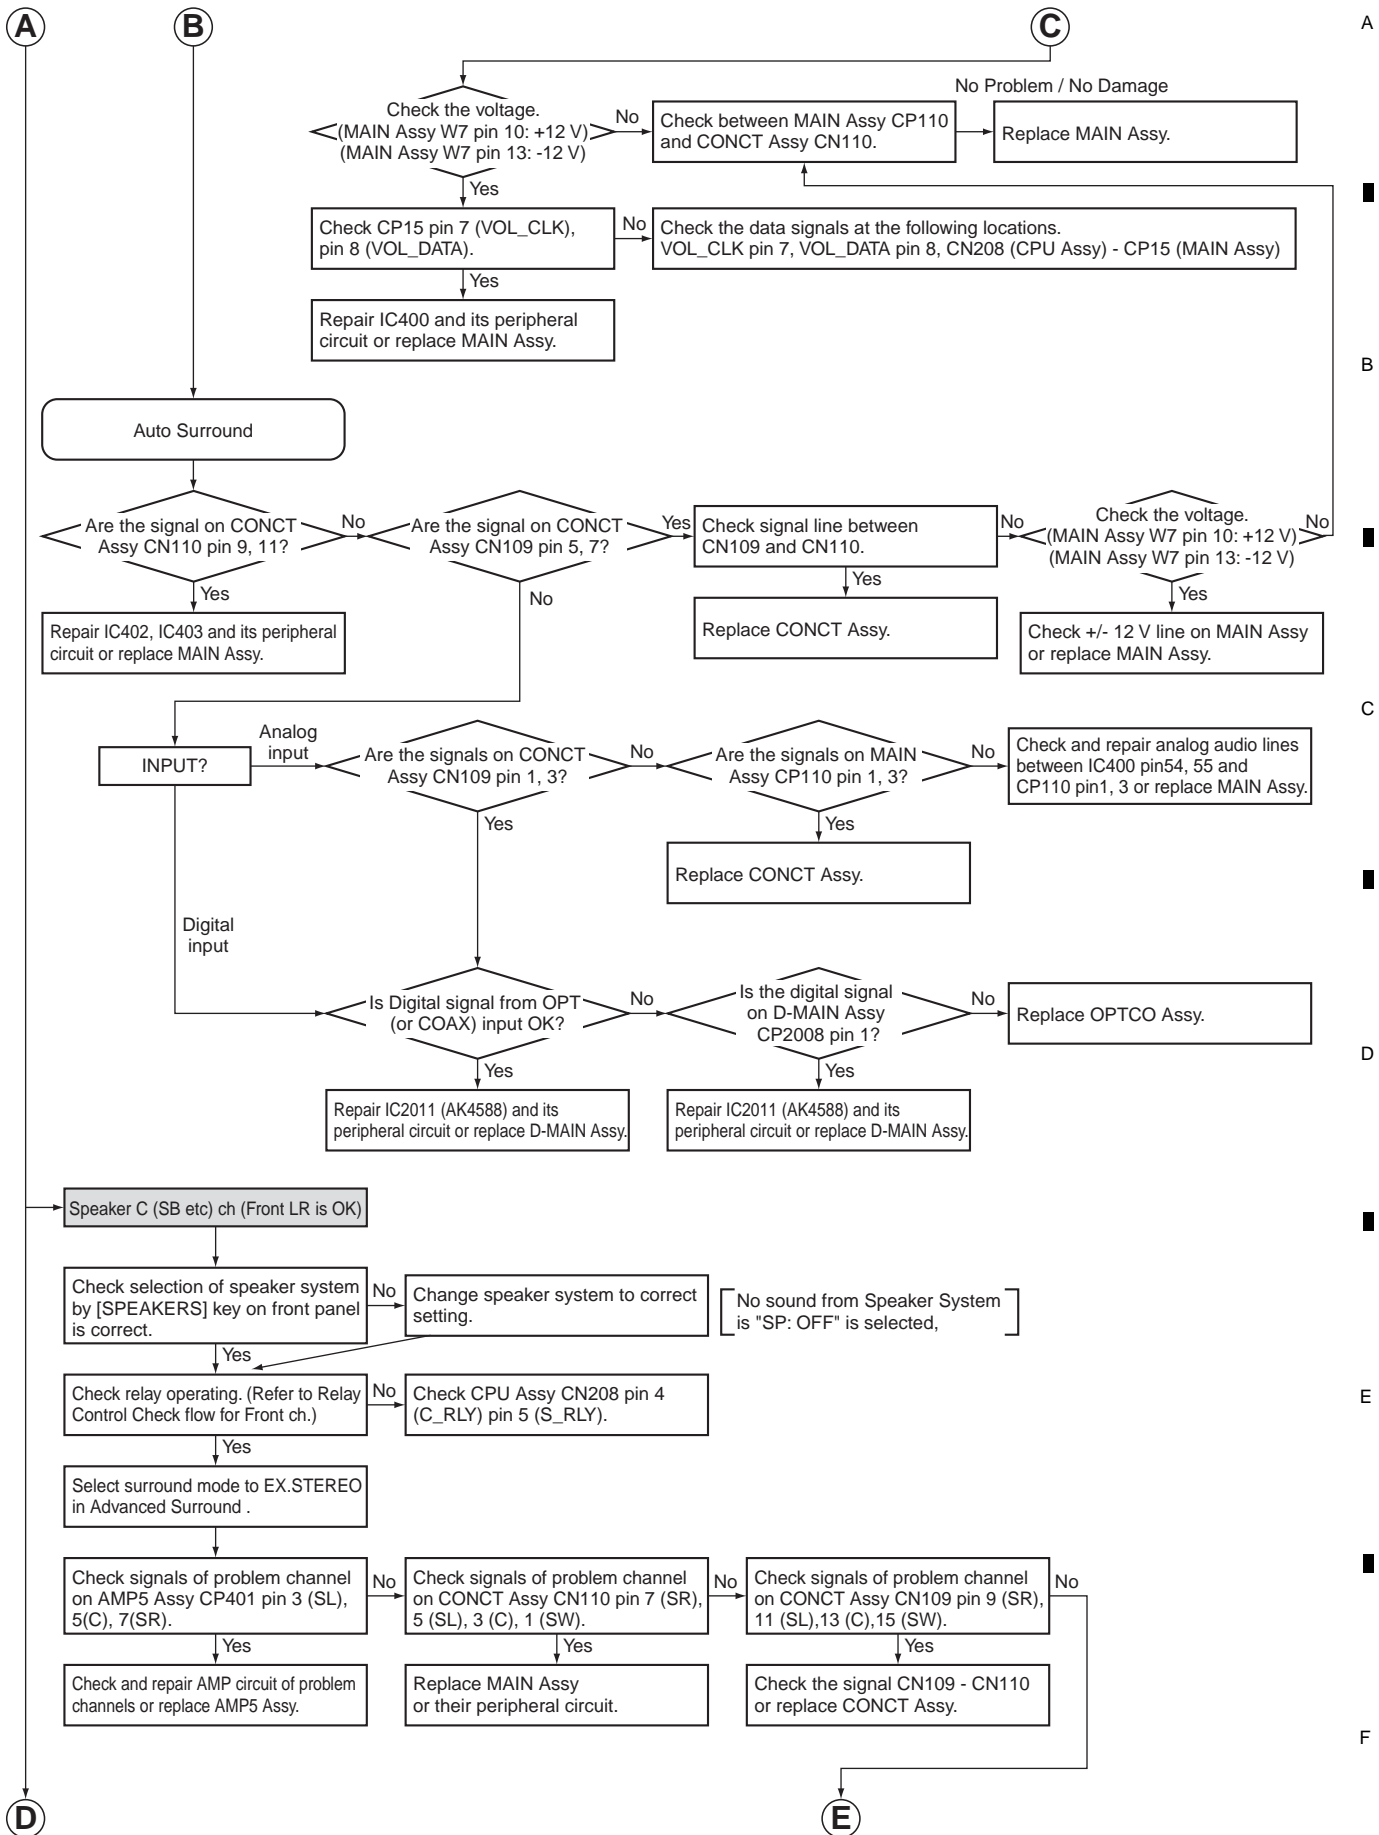 A
B
C
A
Check the voltage.
(MAIN Assy W7 pin 10: +12 V)
(MAIN Assy W7 pin 13: -12 V)
No
Check between MAIN Assy CP110
and CONCT Assy CN110.
No Problem / No Damage
Replace MAIN Assy.
Yes
Check CP15 pin 7 (VOL_CLK),
pin 8 (VOL_DATA).
No
Check the data signals at the following locations.
VOL_CLK pin 7, VOL_DATA pin 8, CN208 (CPU Assy) - CP15 (MAIN Assy)
Yes
Repair IC400 and its peripheral
circuit or replace MAIN Assy.
B
Auto Surround
Are the signal on CONCT
Assy CN110 pin 9, 11?
No
Are the signal on CONCT
Assy CN109 pin 5, 7?
Yes
Check signal line between
CN109 and CN110.
No
Check the voltage.
(MAIN Assy W7 pin 10: +12 V)
(MAIN Assy W7 pin 13: -12 V)
No
Yes
No
Yes
Yes
Repair IC402, IC403 and its peripheral
circuit or replace MAIN Assy.
Replace CONCT Assy.
Check +/- 12 V line on MAIN Assy
or replace MAIN Assy.
C
INPUT?
Analog
input
Are the signals on CONCT
Assy CN109 pin 1, 3?
No
Are the signals on MAIN
Assy CP110 pin 1, 3?
No
Check and repair analog audio lines
between IC400 pin54, 55 and
CP110 pin1, 3 or replace MAIN Assy.
Yes
Yes
Replace CONCT Assy.
Digital
input
Is Digital signal from OPT
(or COAX) input OK?
No
Is the digital signal
on D-MAIN Assy
CP2008 pin 1?
No
Replace OPTCO Assy.
D
Yes
Yes
Repair IC2011 (AK4588) and its
peripheral circuit or replace D-MAIN Assy.
Repair IC2011 (AK4588) and its
peripheral circuit or replace D-MAIN Assy.
Speaker C (SB etc) ch (Front LR is OK)
Check selection of speaker system
by [SPEAKERS] key on front panel
is correct.
No
Change speaker system to correct
setting.
No sound from Speaker System
is "SP: OFF" is selected,
Yes
Check relay operating. (Refer to Relay
Control Check flow for Front ch.)
No
Check CPU Assy CN208 pin 4
(C_RLY) pin 5 (S_RLY).
E
Yes
Select surround mode to EX.STEREO
in Advanced Surround .
Check signals of problem channel
on AMP5 Assy CP401 pin 3 (SL),
5(C), 7(SR).
No
Check signals of problem channel
on CONCT Assy CN110 pin 7 (SR),
5 (SL), 3 (C), 1 (SW).
No
Check signals of problem channel
on CONCT Assy CN109 pin 9 (SR),
11 (SL),13 (C),15 (SW).
No
Yes
Yes
Yes
Check and repair AMP circuit of problem
channels or replace AMP5 Assy.
Replace MAIN Assy
or their peripheral circuit.
Check the signal CN109 - CN110
or replace CONCT Assy.
F
D
E